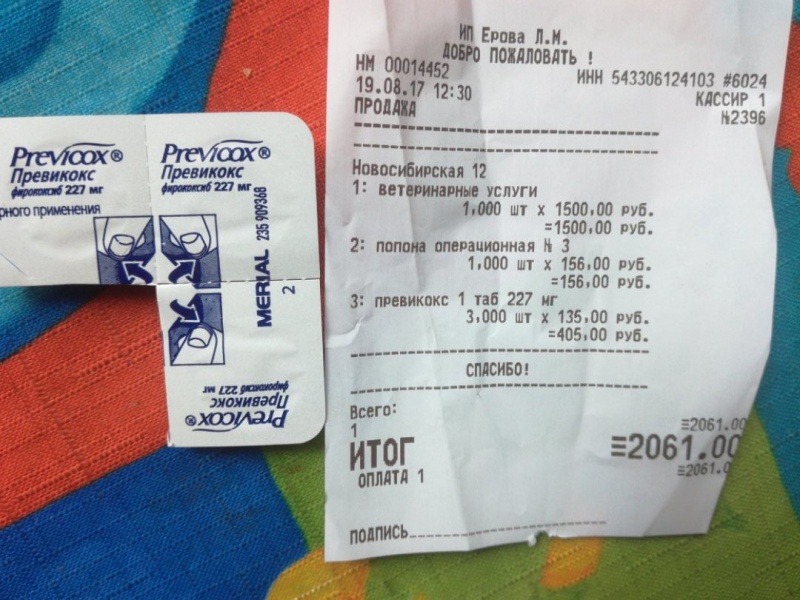 Previcox®
Превикокс
фирококсиб 227 мг
рного применения
Previcox®
Превикокс
фирококсиб 227 мг
MERIAL 235 909368
2
Previcox®
Превикокс
фирококсиб 227 мг
ИП Ерова Л.М.
ДОБРО ПОЖАЛОВАТЬ !
НМ 00014452 ИНН 543306124103 #6024
19.08.17 12:30 КАССИР 1
ПРОДАЖА №2396
Новосибирская 12
1: ветеринарные услуги
1,000 шт X 1500,00 руб.
=1500,00 руб.
2: попона операционная № 3
1,000 шт X 156,00 руб.
=156,00 руб.
3: превикокс 1 таб 227 мг
3,000 шт X 135,00 руб.
=405,00 руб.
СПАСИБО!
Всего:
1 ≡2061.00
ИТОГ ≡2061.00
ОПЛАТА 1 ≡2061.0
ПОДПИСЬ